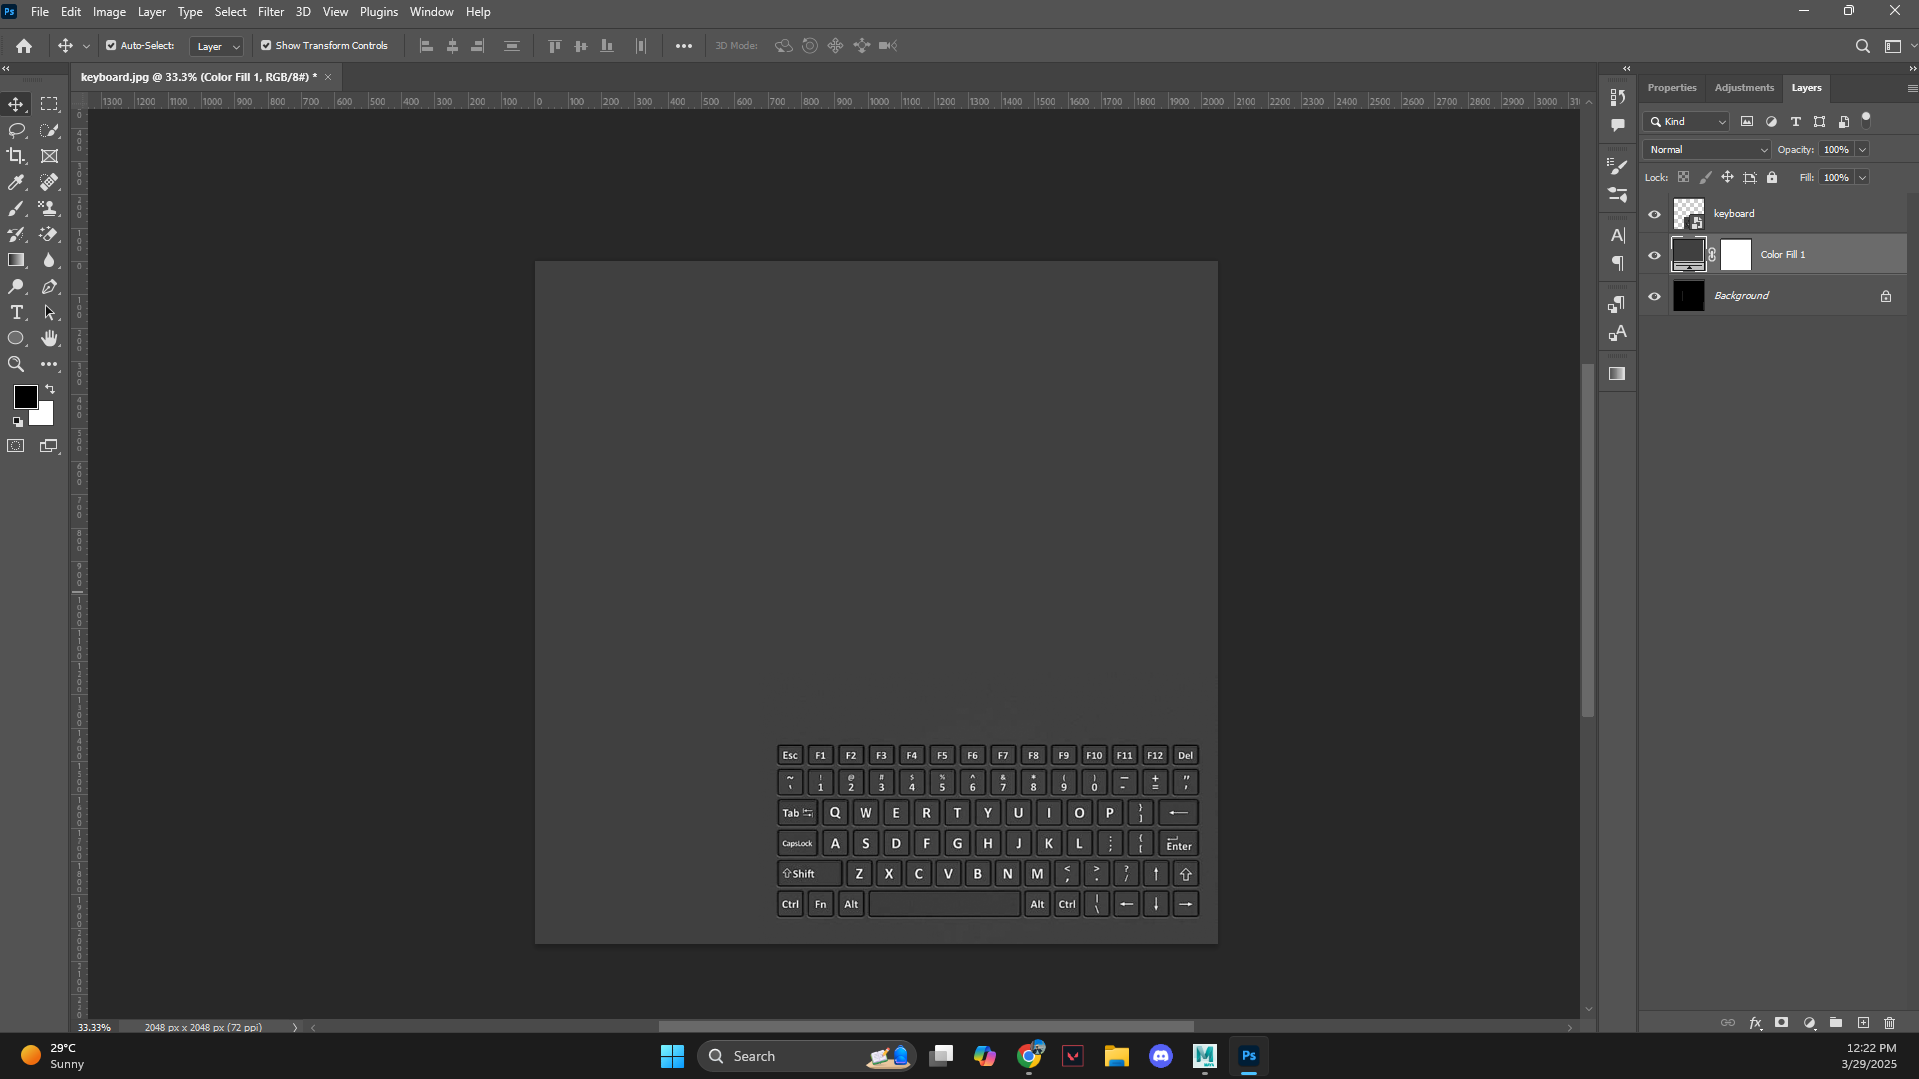 Ps File Edit Image Layer Type Select Filter 3D View Plugins Window Help
Auto-Select: Layer Show Transform Controls 3D Mode:
keyboard.jpg @ 33.3% (Color Fill 1, RGB/8#) *
1300 1200 1100 1000 900 800 700 600 500 400 300 200 100 0 100 200 300 400 500 600 700 800 900 1000 1100 1200 1300 1400 1500 1600 1700 1800 1900 2000 2100 2200 2300 2400 2500 2600 2700 2800 2900 3000
Properties Adjustments Layers
Kind
Normal Opacity: 100%
Lock: Fill: 100%
keyboard
Color Fill 1
Background
Esc F1 F2 F3 F4 F5 F6 F7 F8 F9 F10 F11 F12 Del
~ ! @ # $ % ^ & * ( ) — + "
` 1 2 3 4 5 6 7 8 9 0 - = '
Tab Q W E R T Y U I O P } ] ←
CapsLock A S D F G H J K L : ; { [ Enter
⇧Shift Z X C V B N M < , > . ? / ↑ ⇧
Ctrl Fn Alt Alt Ctrl | \ ← ↓ →
33.33% 2048 px x 2048 px (72 ppi)
29°C
Sunny
Search
Ps
12:22 PM
3/29/2025